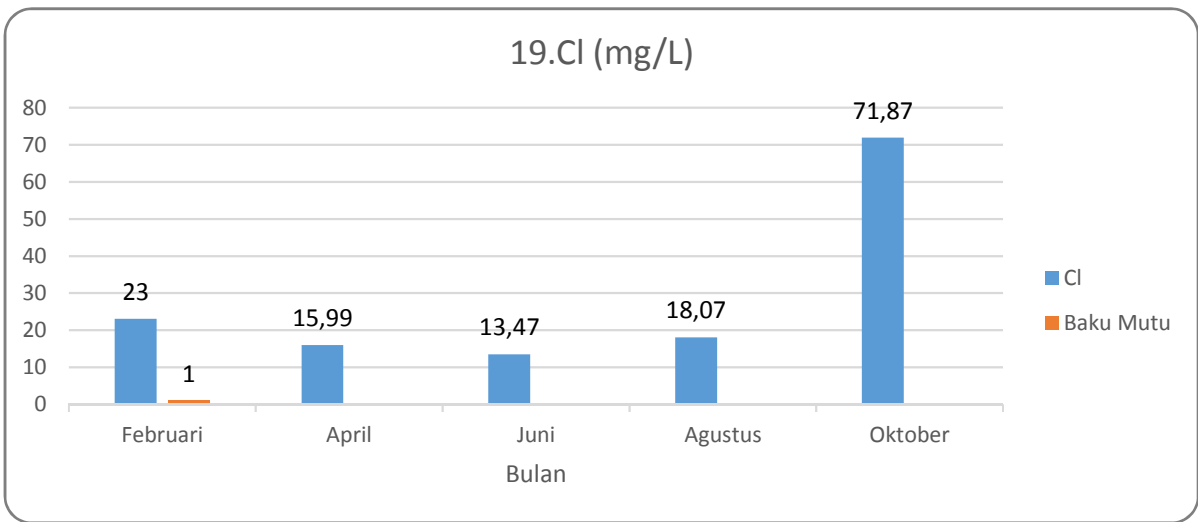 19.Cl (mg/L)
80
70
60
50
40
30
20
10
0
23
1
15,99
13,47
18,07
71,87
Februari
April
Juni
Agustus
Oktober
Bulan
Cl
Baku Mutu